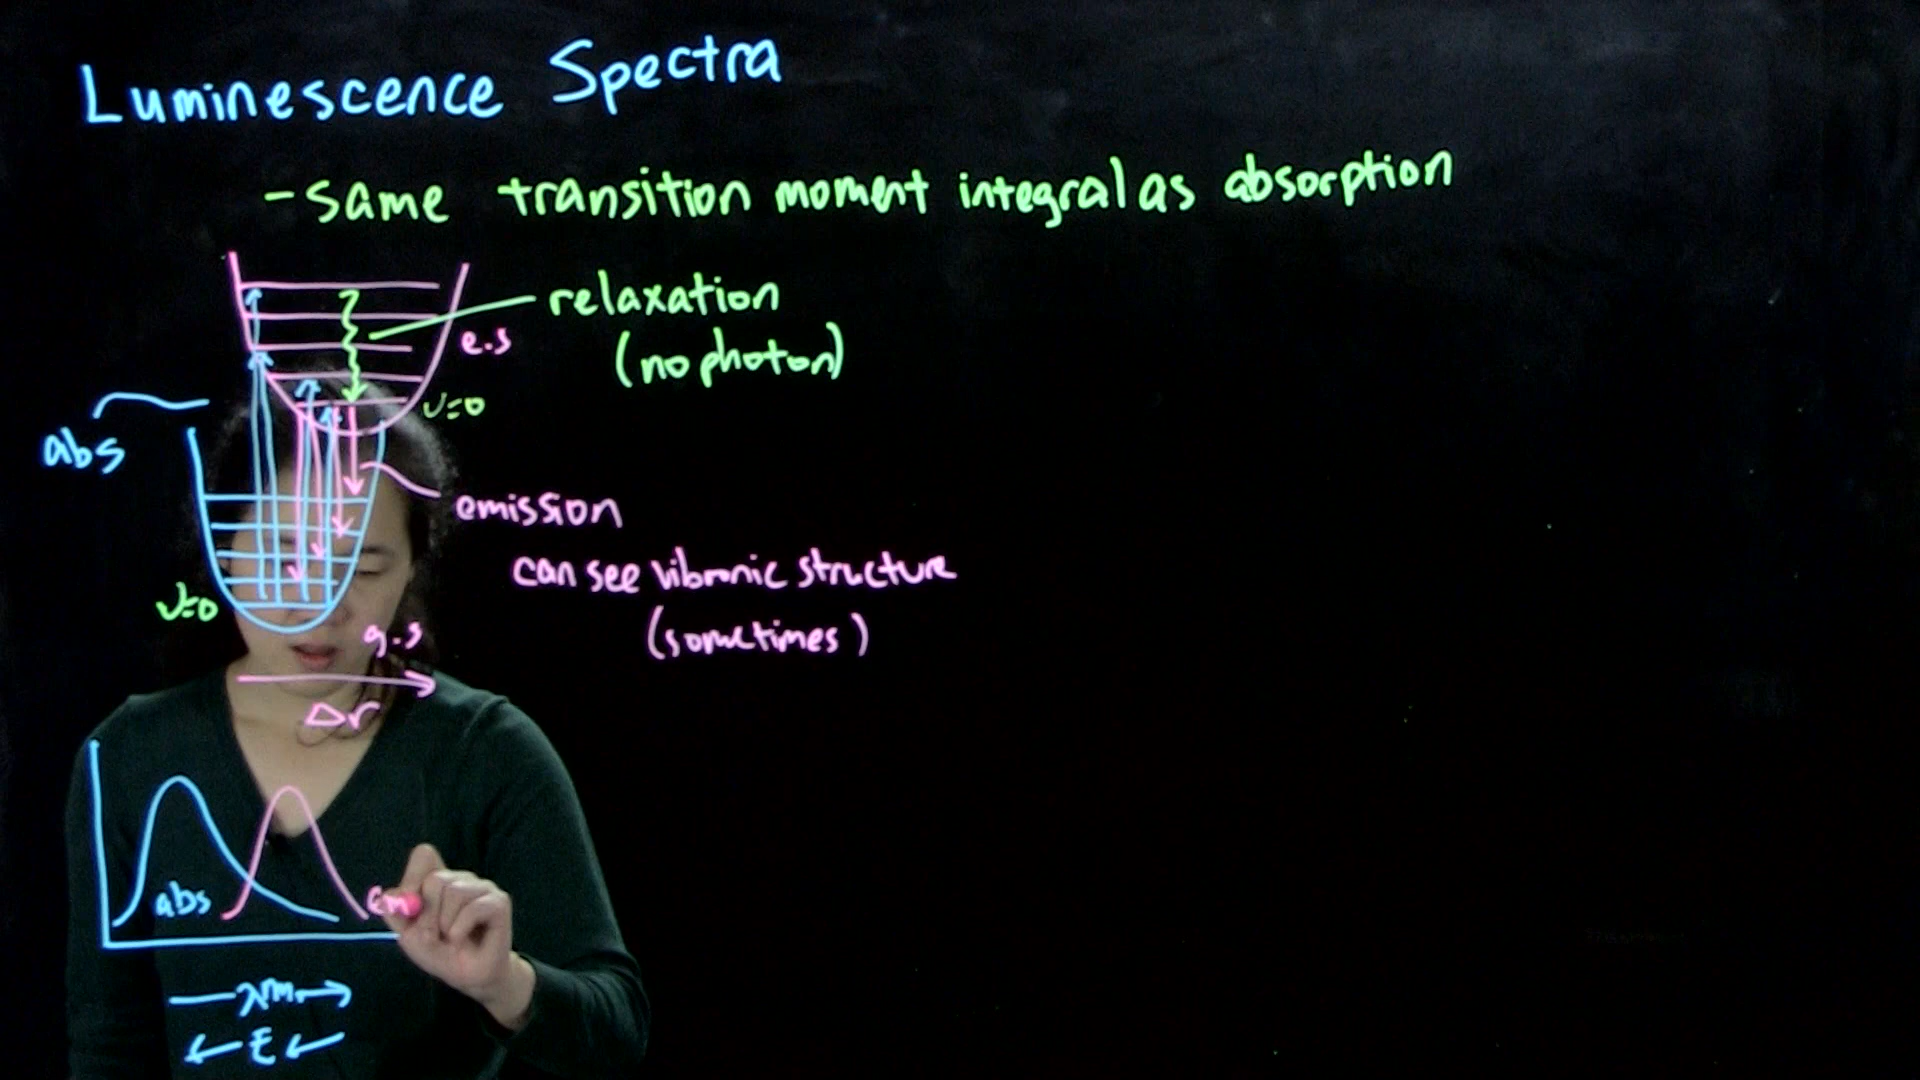 Luminescence Spectra
- same transition moment integral as absorption
relaxation
(no photon)
e.s
v=0
abs
emission
can see vibronic structure
(sometimes)
v=0
g.s
Δr
abs
em
λ
E